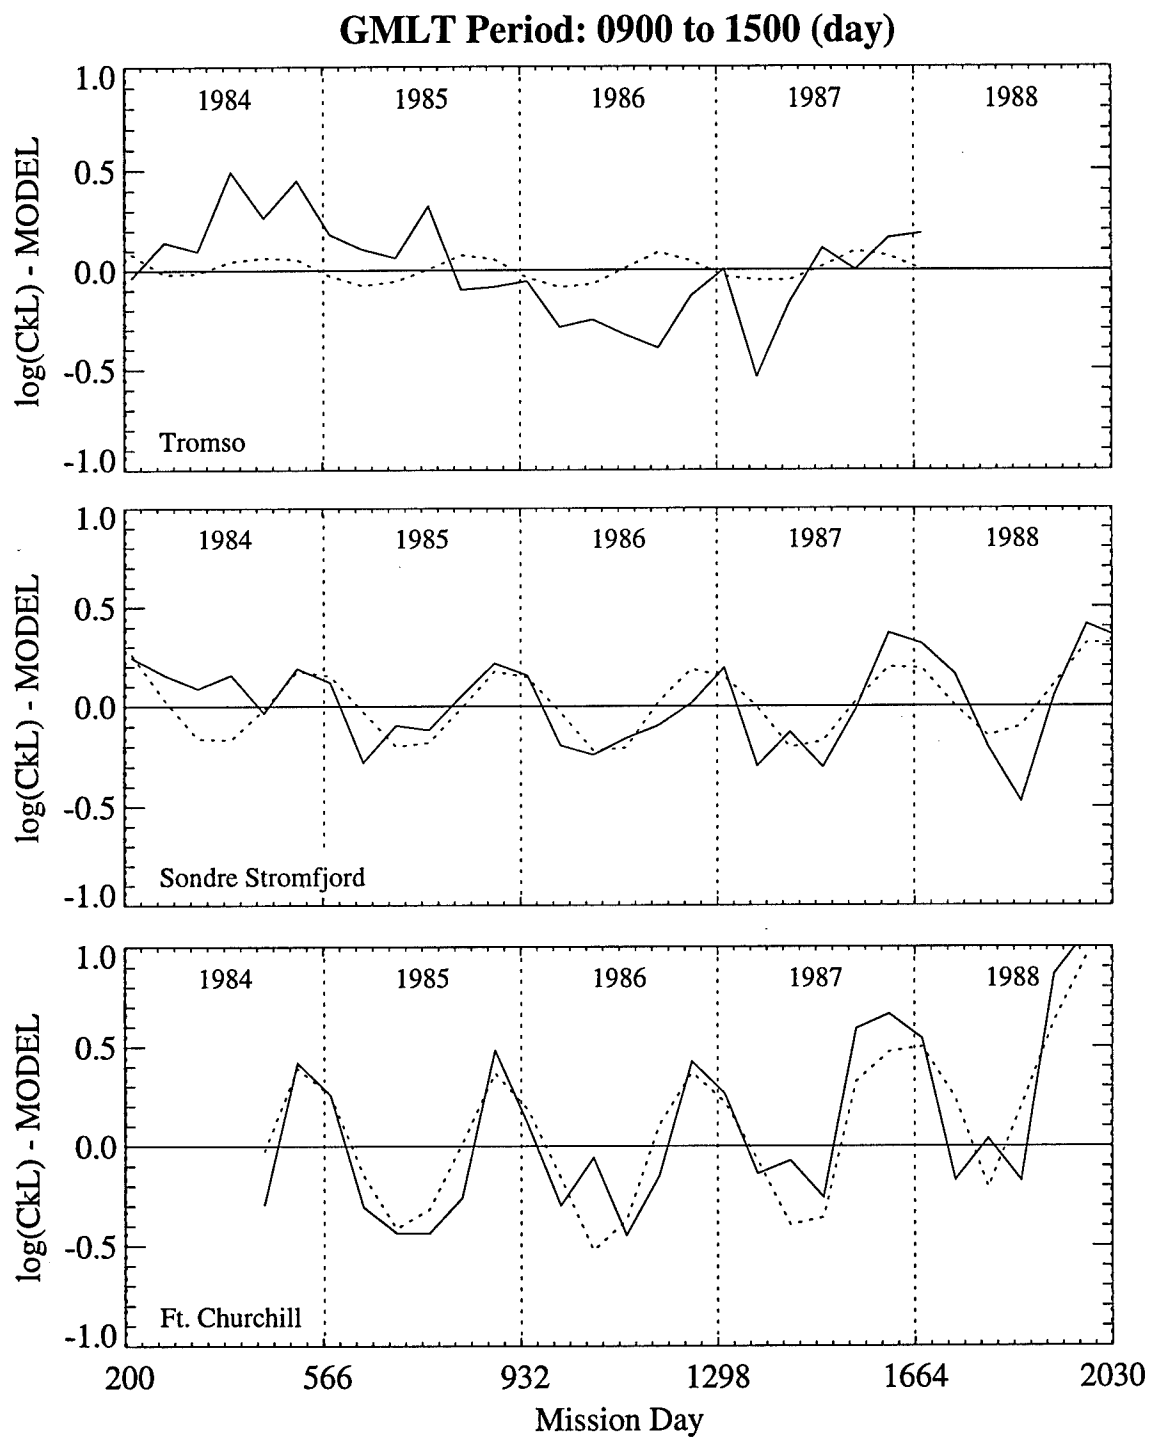 GMLT Period: 0900 to 1500 (day)
1.0
0.5
0.0
-0.5
-1.0
log(CkL) - MODEL
1984 1985 1986 1987 1988
Tromso
1.0
0.5
0.0
-0.5
-1.0
log(CkL) - MODEL
1984 1985 1986 1987 1988
Sondre Stromfjord
1.0
0.5
0.0
-0.5
-1.0
log(CkL) - MODEL
1984 1985 1986 1987 1988
Ft. Churchill
200 566 932 1298 1664 2030
Mission Day